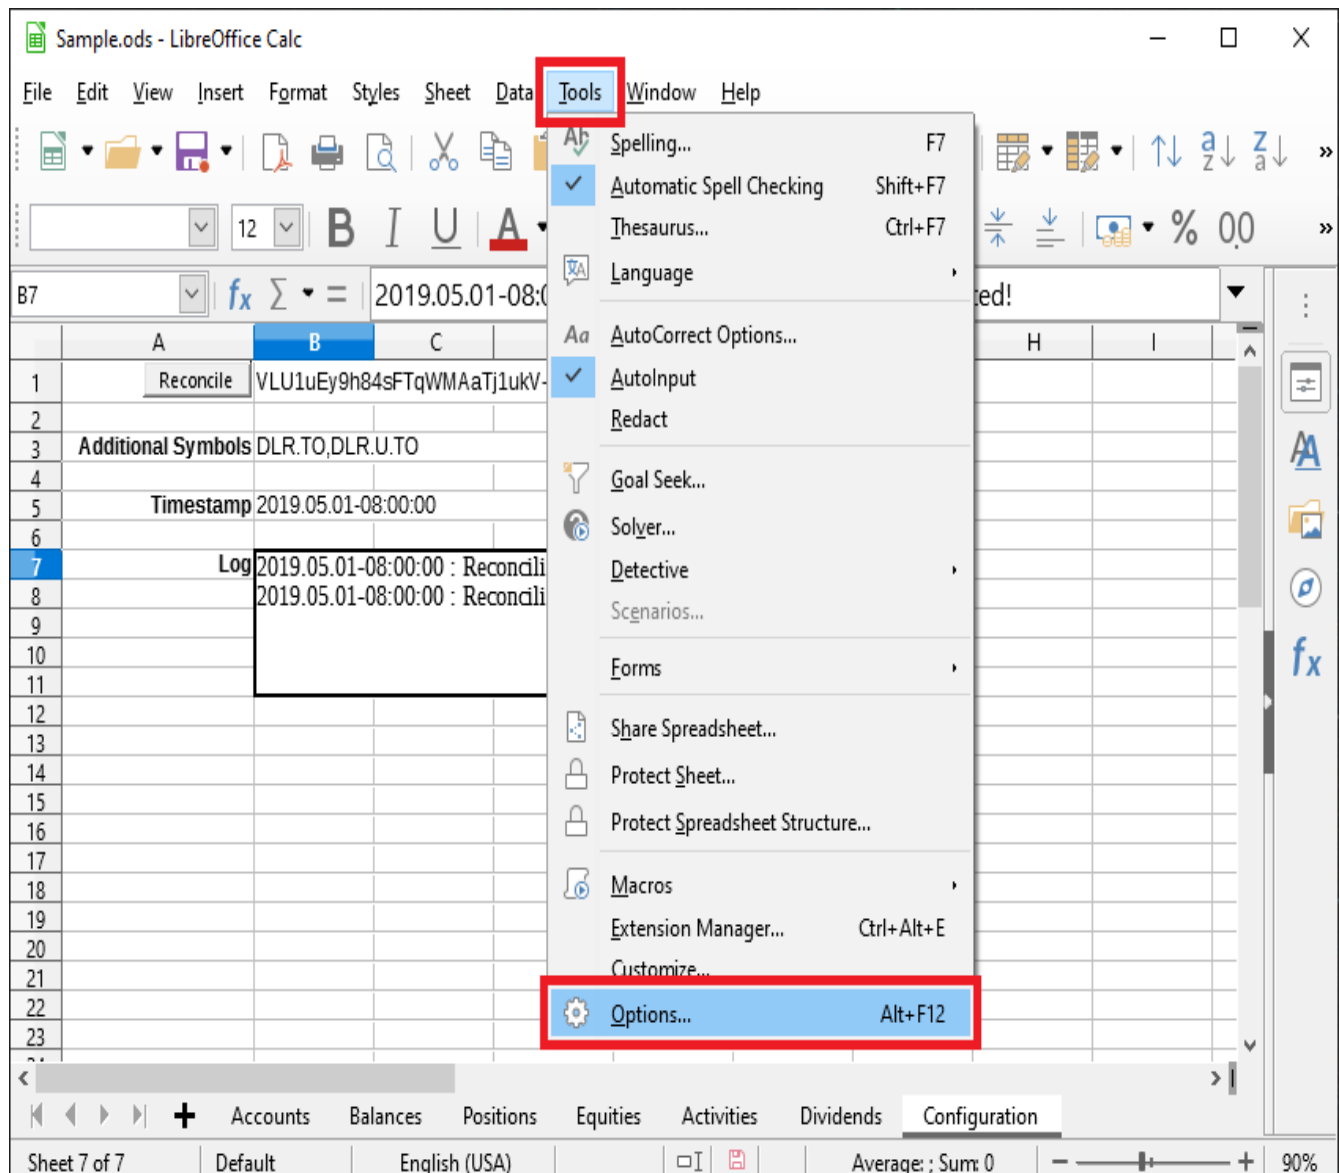 Sample.ods - LibreOffice Calc
File Edit View Insert Format Styles Sheet Data Tools Window Help
12 B I U A % 0.0
B7 fx Σ = 2019.05.01-08:0 ted!
A B C H I
1 Reconcile VLU1uEy9h84sFTqWMAaTj1ukV-
2
3 Additional Symbols DLR.TO,DLR.U.TO
4
5 Timestamp 2019.05.01-08:00:00
6
7 Log 2019.05.01-08:00:00 : Reconcili
8 2019.05.01-08:00:00 : Reconcili
9
10
11
12
13
14
15
16
17
18
19
20
21
22
23
Spelling... F7
Automatic Spell Checking Shift+F7
Thesaurus... Ctrl+F7
Language
AutoCorrect Options...
AutoInput
Redact
Goal Seek...
Solver...
Detective
Scenarios...
Forms
Share Spreadsheet...
Protect Sheet...
Protect Spreadsheet Structure...
Macros
Extension Manager... Ctrl+Alt+E
Customize...
Options... Alt+F12
Accounts Balances Positions Equities Activities Dividends Configuration
Sheet 7 of 7 Default English (USA) Average: ; Sum: 0 90%